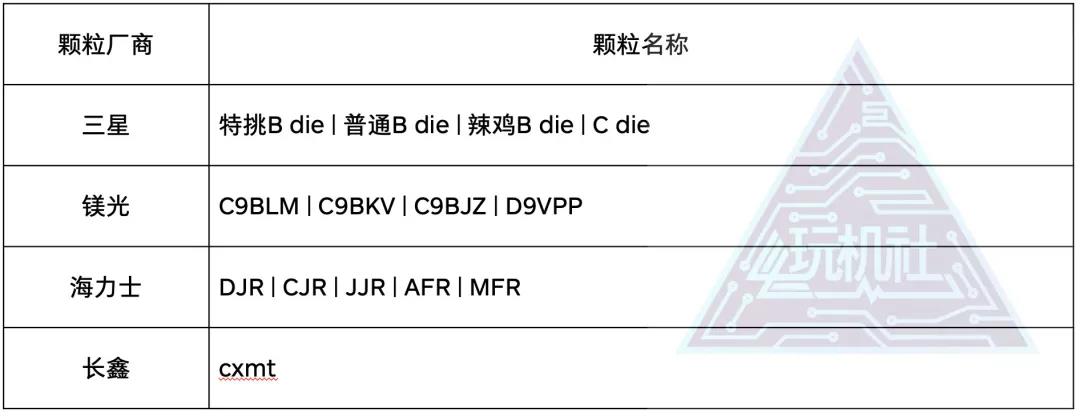 颗粒厂商 颗粒名称
三星 特挑B die | 普通B die | 辣鸡B die | C die
镁光 C9BLM | C9BKV | C9BJZ | D9VPP
海力士 DJR | CJR | JJR | AFR | MFR
长鑫 cxmt
玩机社